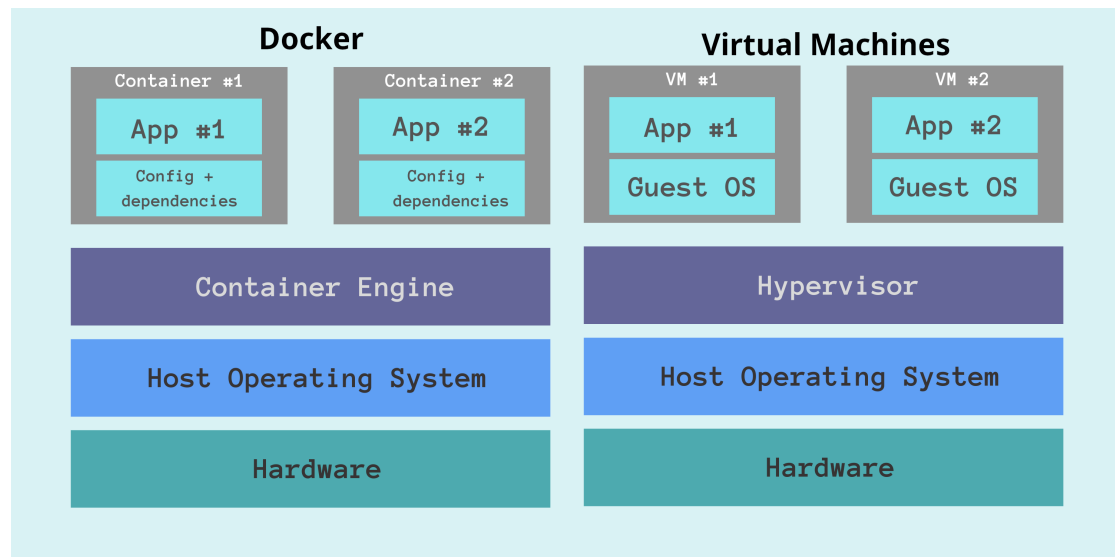 Docker
Container #1
App #1
Config +
dependencies
Container #2
App #2
Config +
dependencies
Container Engine
Host Operating System
Hardware
Virtual Machines
VM #1
App #1
Guest OS
VM #2
App #2
Guest OS
Hypervisor
Host Operating System
Hardware